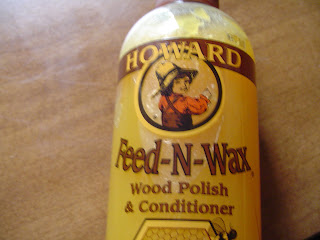 HOWARD
Feed-N-Wax
Wood Polish
& Conditioner